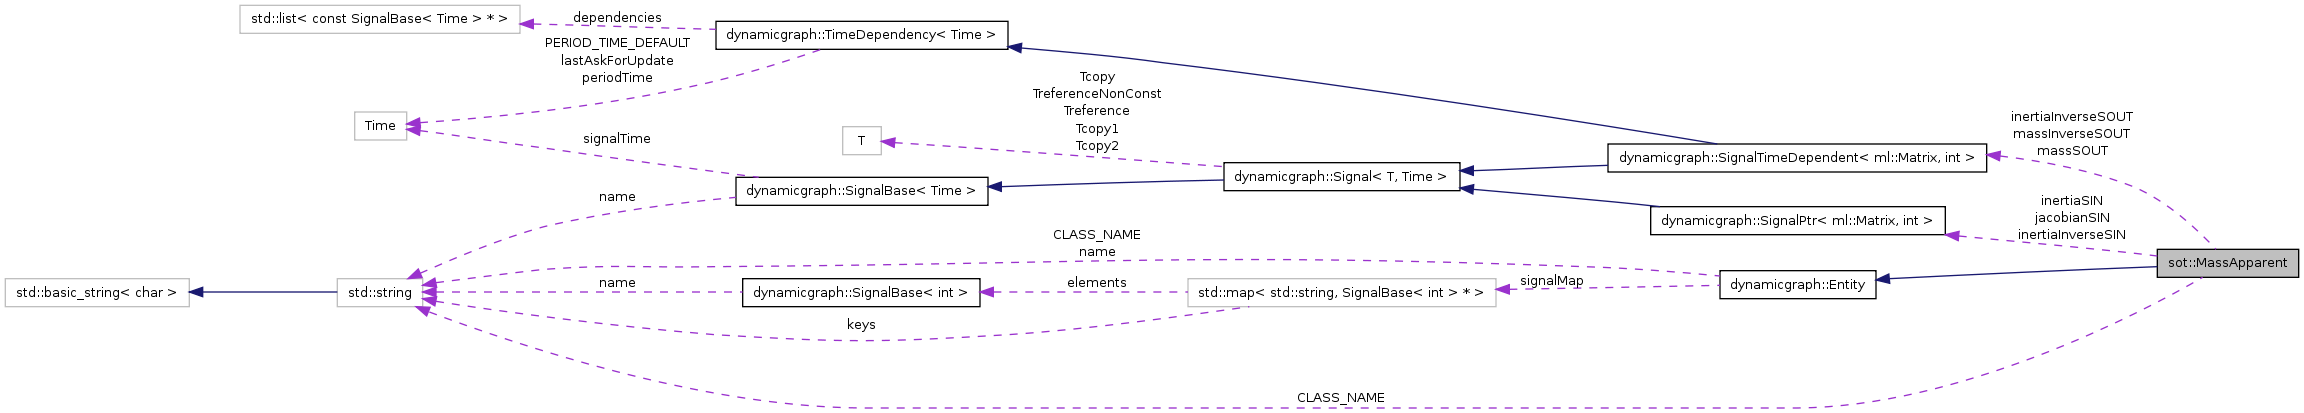 std::list< const SignalBase< Time > * >
dependencies
dynamicgraph::TimeDependency< Time >
PERIOD_TIME_DEFAULT
lastAskForUpdate
periodTime
Time
signalTime
T
Tcopy
TreferenceNonConst
Treference
Tcopy1
Tcopy2
dynamicgraph::SignalTimeDependent< ml::Matrix, int >
inertiaInverseSOUT
massInverseSOUT
massSOUT
dynamicgraph::SignalBase< Time >
dynamicgraph::Signal< T, Time >
name
dynamicgraph::SignalPtr< ml::Matrix, int >
inertiaSIN
jacobianSIN
inertiaInverseSIN
CLASS_NAME
name
sot::MassApparent
std::basic_string< char >
std::string
name
dynamicgraph::SignalBase< int >
elements
std::map< std::string, SignalBase< int > * >
signalMap
dynamicgraph::Entity
keys
CLASS_NAME